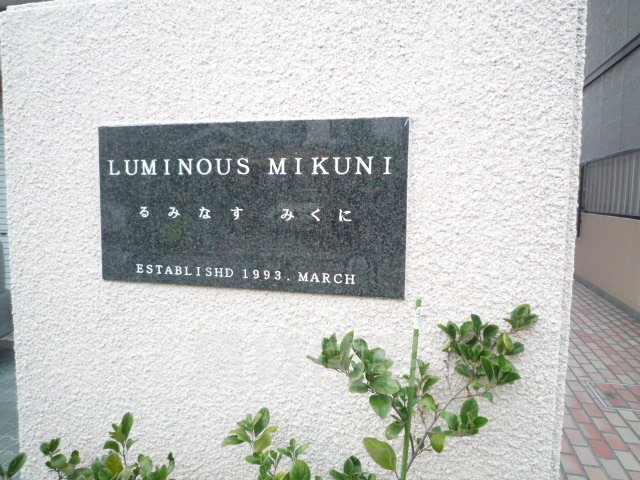 LUMINOUS MIKUNI
るみなす みくに
ESTABLISHD 1993. MARCH